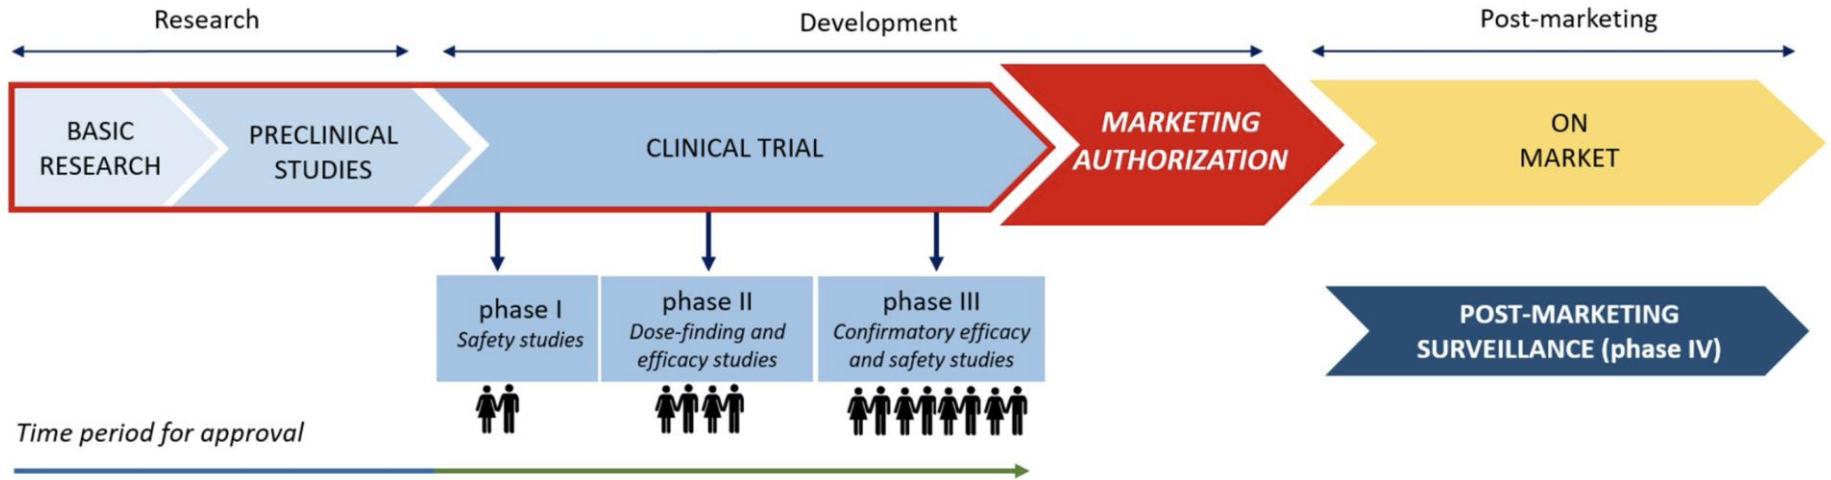 Research
Development
Post-marketing
BASIC
RESEARCH
PRECLINICAL
STUDIES
CLINICAL TRIAL
MARKETING
AUTHORIZATION
ON
MARKET
phase I
Safety studies
phase II
Dose-finding and
efficacy studies
phase III
Confirmatory efficacy
and safety studies
POST-MARKETING
SURVEILLANCE (phase IV)
Time period for approval